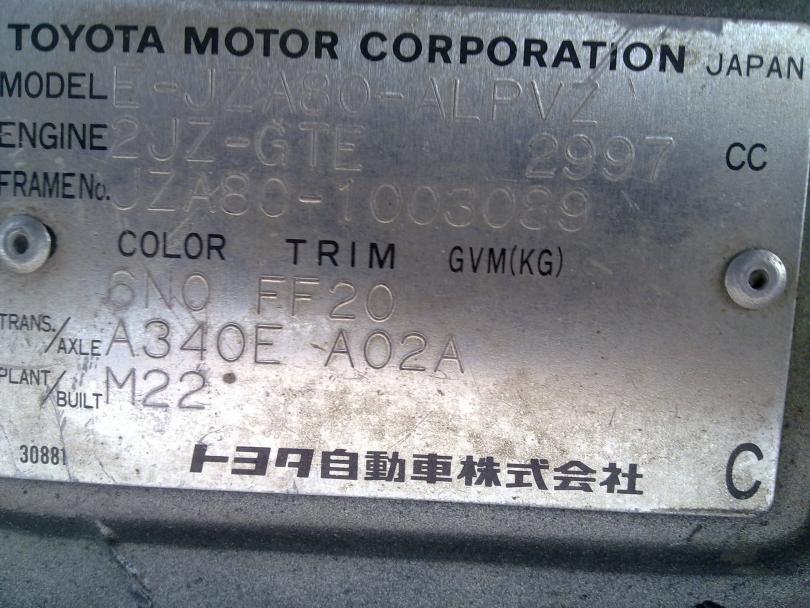 TOYOTA MOTOR CORPORATION JAPAN
MODEL E-JZA80-ALPVZ
ENGINE 2JZ-GTE 2997 CC
FRAME No. JZA80-1003089
COLOR TRIM GVM(KG)
6N0 FF20
TRANS./AXLE A340E A02A
PLANT/BUILT M22
30881
トヨタ自動車株式会社 C